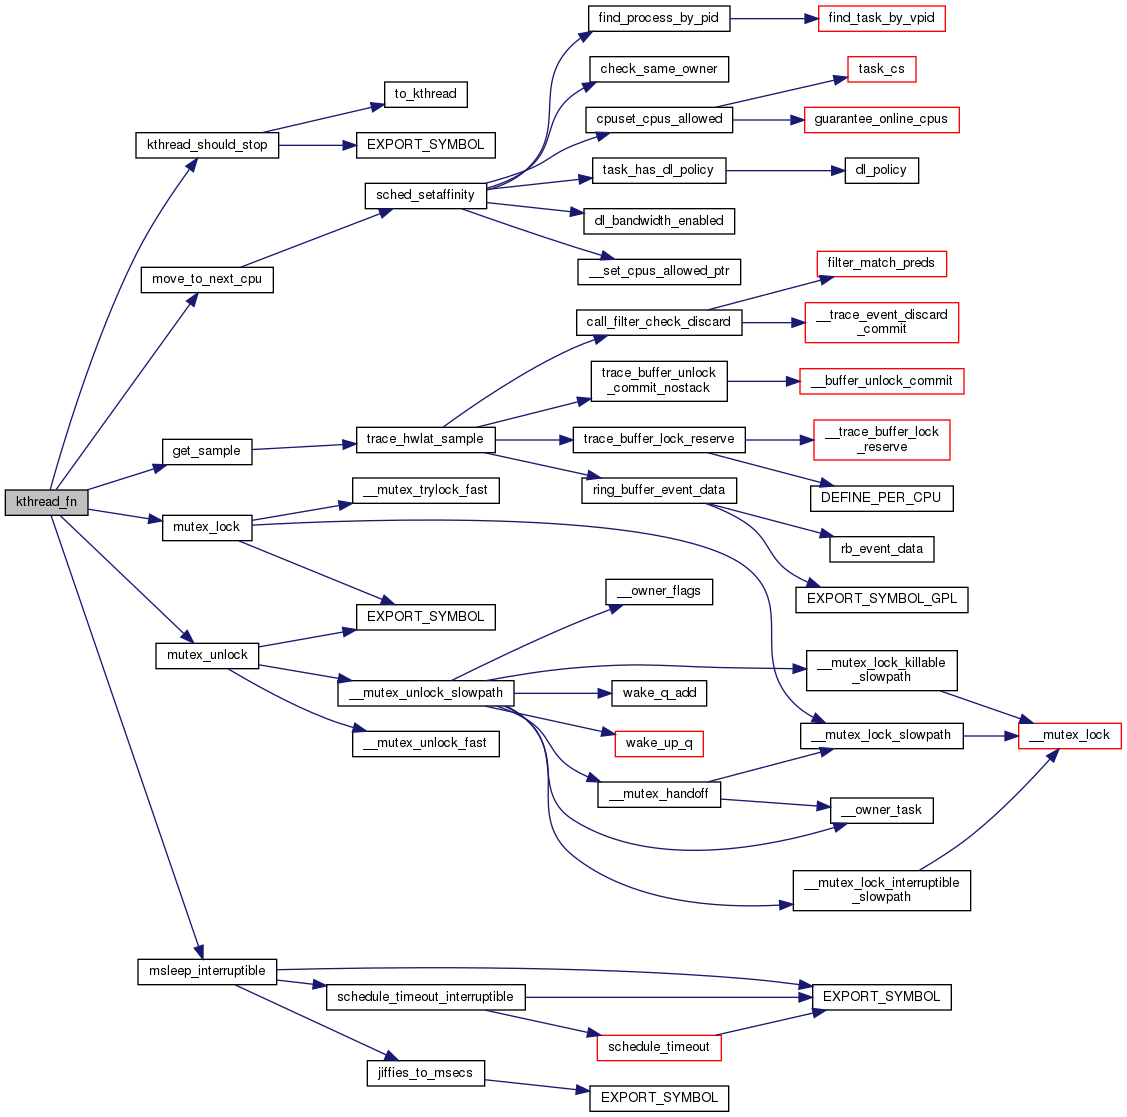 find_process_by_pid
find_task_by_vpid
check_same_owner
task_cs
to_kthread
cpuset_cpus_allowed
guarantee_online_cpus
kthread_should_stop
EXPORT_SYMBOL
task_has_dl_policy
dl_policy
sched_setaffinity
dl_bandwidth_enabled
move_to_next_cpu
__set_cpus_allowed_ptr
filter_match_preds
call_filter_check_discard
__trace_event_discard
_commit
trace_buffer_unlock
_commit_nostack
__buffer_unlock_commit
get_sample
trace_hwlat_sample
trace_buffer_lock_reserve
__trace_buffer_lock
_reserve
kthread_fn
__mutex_trylock_fast
ring_buffer_event_data
DEFINE_PER_CPU
mutex_lock
rb_event_data
__owner_flags
EXPORT_SYMBOL_GPL
EXPORT_SYMBOL
mutex_unlock
__mutex_lock_killable
_slowpath
__mutex_unlock_slowpath
wake_q_add
__mutex_unlock_fast
wake_up_q
__mutex_lock_slowpath
__mutex_lock
__mutex_handoff
__owner_task
__mutex_lock_interruptible
_slowpath
msleep_interruptible
schedule_timeout_interruptible
EXPORT_SYMBOL
schedule_timeout
jiffies_to_msecs
EXPORT_SYMBOL